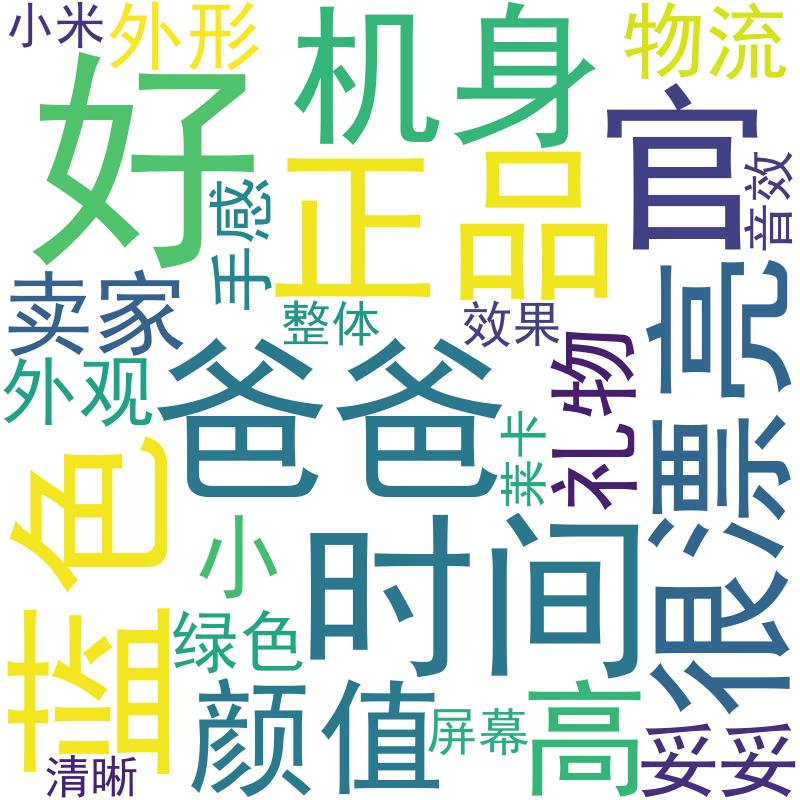 小米
外形
机身
物流
好
正品
官
音效
手感
卖家
整体
效果
很漂亮
外观
爸爸
礼物
莱卡
蓝色
小
时间
绿色
颜值
屏幕
高
妥妥
清晰